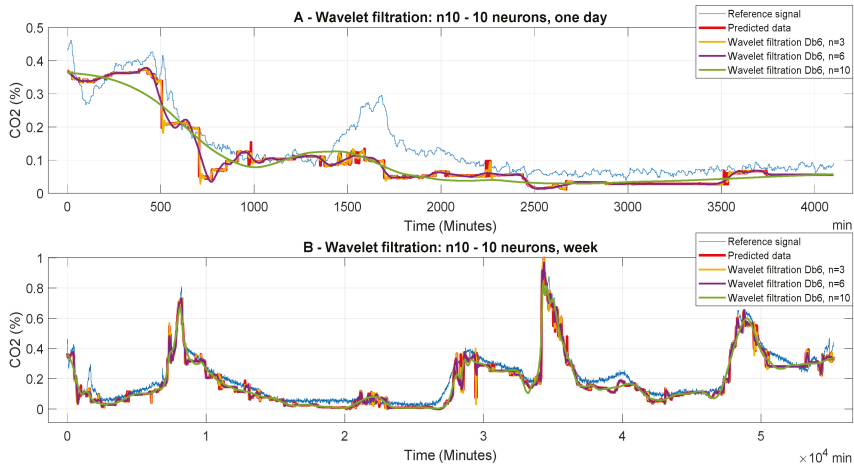 A - Wavelet filtration: n10 - 10 neurons, one day
Reference signal
Predicted data
Wavelet filtration Db6, n=3
Wavelet filtration Db6, n=6
Wavelet filtration Db6, n=10
CO2 (%)
0.5
0.4
0.3
0.2
0.1
0
0 500 1000 1500 2000 2500 3000 3500 4000
Time (Minutes)
min
B - Wavelet filtration: n10 - 10 neurons, week
Reference signal
Predicted data
Wavelet filtration Db6, n=3
Wavelet filtration Db6, n=6
Wavelet filtration Db6, n=10
CO2 (%)
1
0.8
0.6
0.4
0.2
0
0 1 2 3 4 5
Time (Minutes)
×10⁴ min